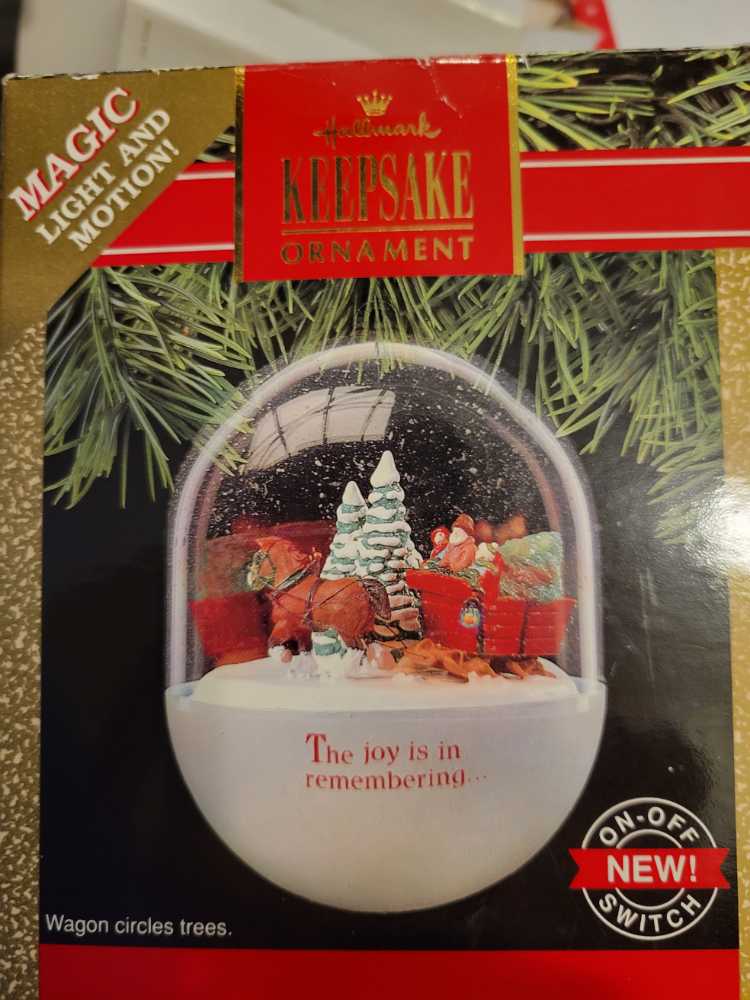 MAGIC
LIGHT AND
MOTION!
Hallmark
KEEPSAKE
ORNAMENT
The joy is in
remembering...
ON-OFF
NEW!
SWITCH
Wagon circles trees.